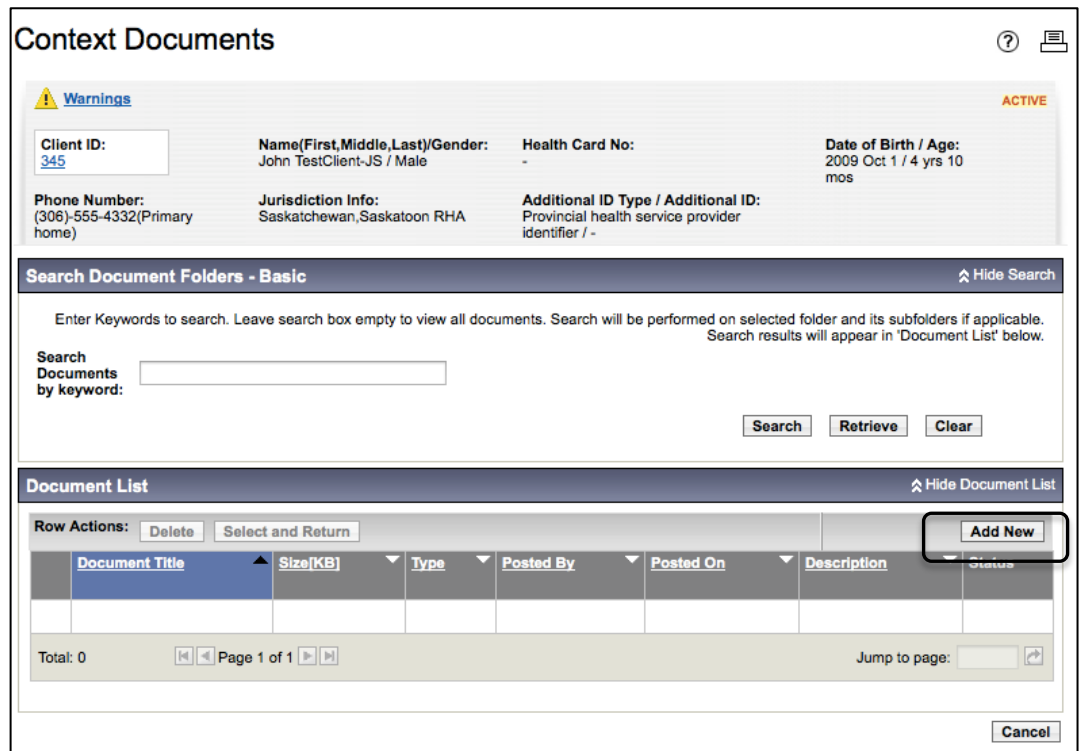 Context Documents
?
Warnings
ACTIVE
Client ID:
345
Name(First,Middle,Last)/Gender:
John TestClient-JS / Male
Health Card No:
-
Date of Birth / Age:
2009 Oct 1 / 4 yrs 10
mos
Phone Number:
(306)-555-4332(Primary
home)
Jurisdiction Info:
Saskatchewan,Saskatoon RHA
Additional ID Type / Additional ID:
Provincial health service provider
identifier / -
Search Document Folders - Basic
Hide Search
Enter Keywords to search. Leave search box empty to view all documents. Search will be performed on selected folder and its subfolders if applicable.
Search results will appear in 'Document List' below.
Search
Documents
by keyword:
Search Retrieve Clear
Document List
Hide Document List
Row Actions: Delete Select and Return Add New
Document Title Size[KB] Type Posted By Posted On Description Status
Total: 0 Page 1 of 1 Jump to page:
Cancel